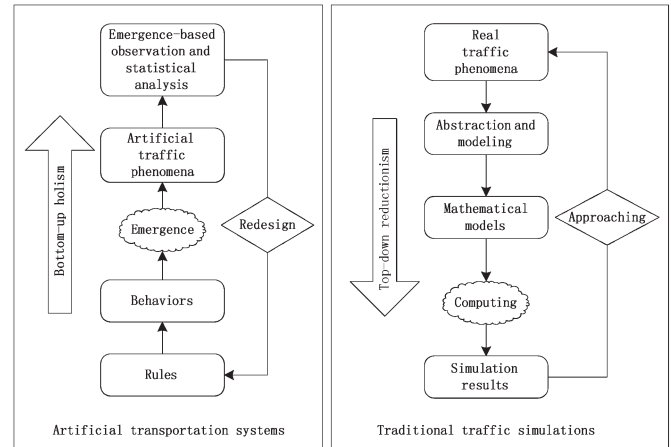 Emergence-based
observation and
statistical
analysis
Artificial
traffic
phenomena
Bottom-up holism
Emergence
Redesign
Behaviors
Rules
Artificial transportation systems
Real
traffic
phenomena
Abstraction and
modeling
Top-down reductionism
Mathematical
models
Approaching
Computing
Simulation
results
Traditional traffic simulations